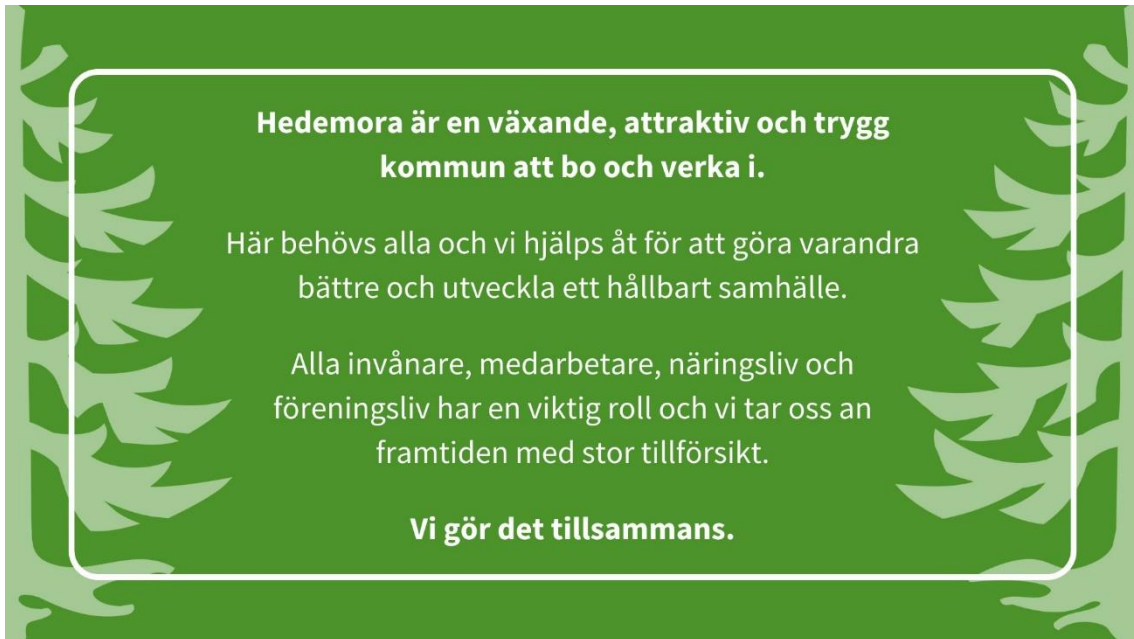 Hedemora är en växande, attraktiv och trygg
kommun att bo och verka i.
Här behövs alla och vi hjälps åt för att göra varandra
bättre och utveckla ett hållbart samhälle.
Alla invånare, medarbetare, näringsliv och
föreningsliv har en viktig roll och vi tar oss an
framtiden med stor tillförsikt.
Vi gör det tillsammans.